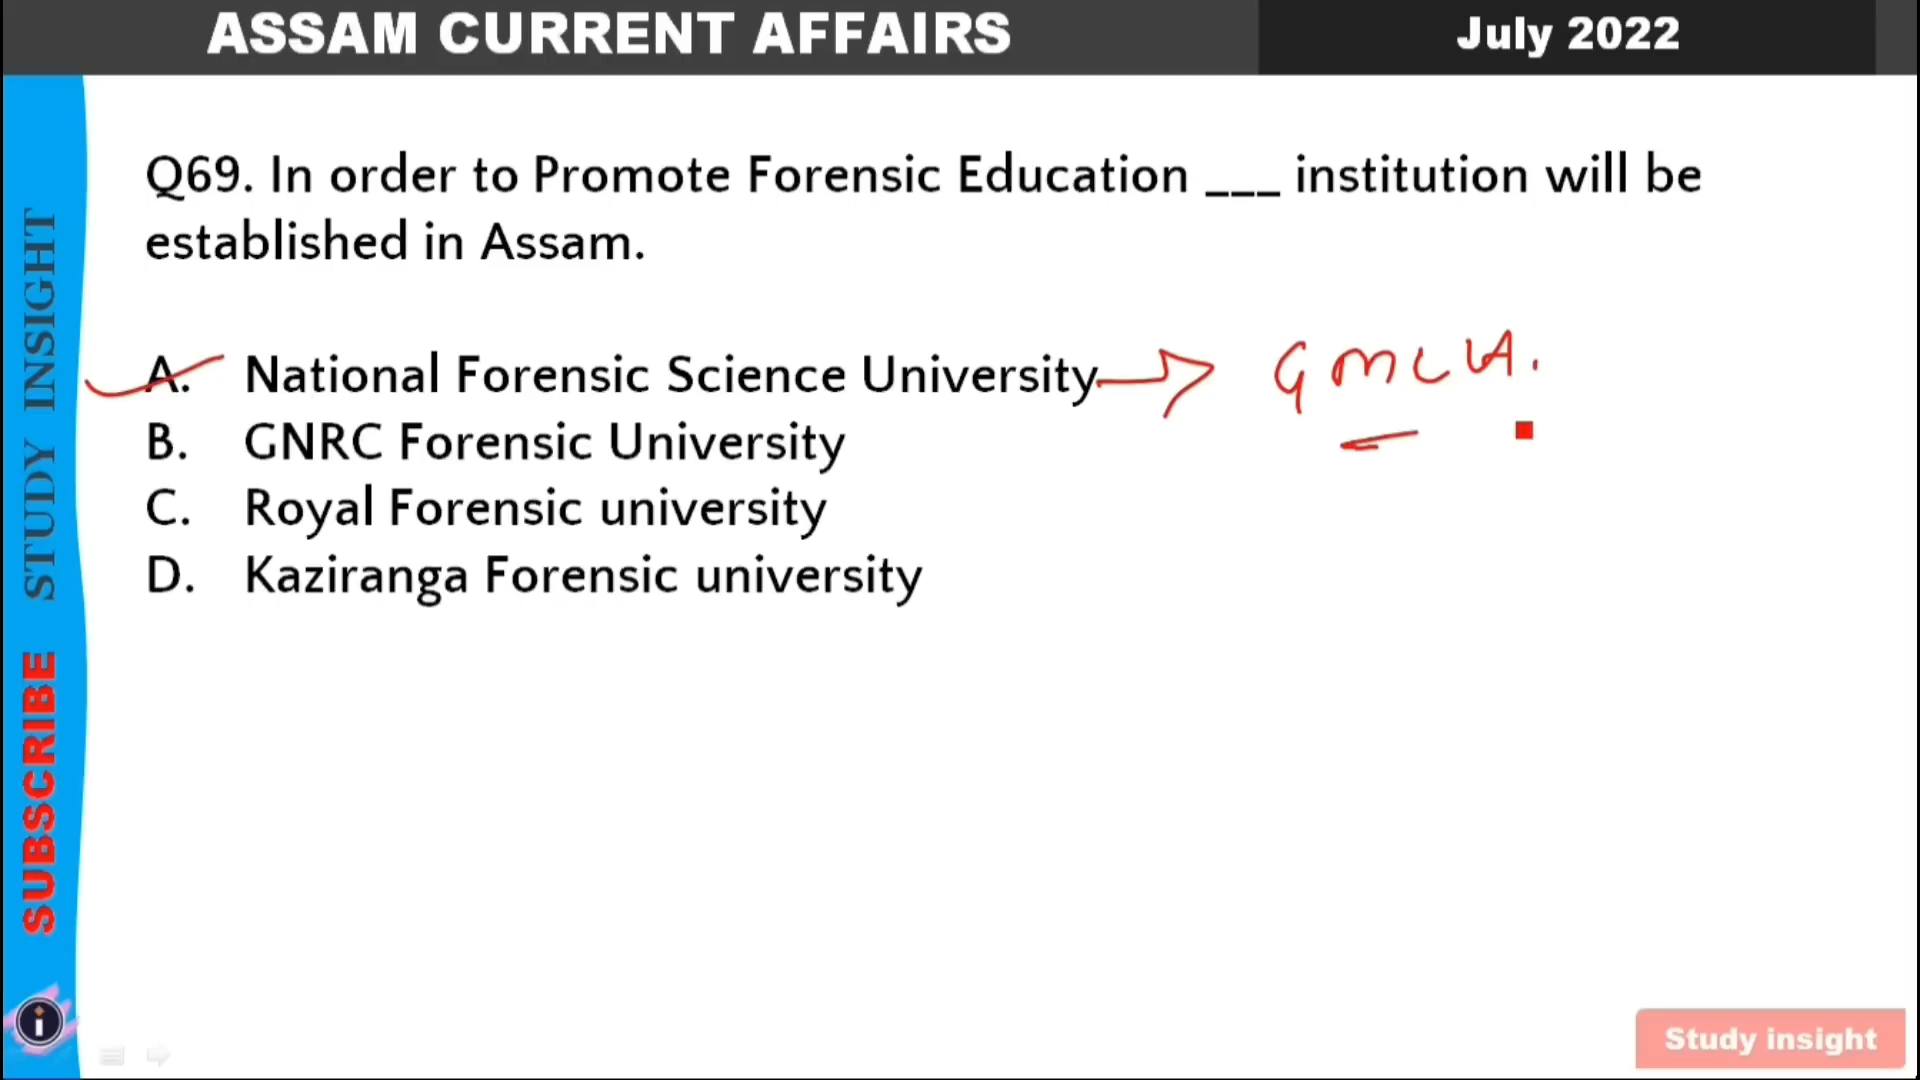 ASSAM CURRENT AFFAIRS
July 2022
Q69. In order to Promote Forensic Education ___ institution will be
established in Assam.
A. National Forensic Science University
GMCH.
B. GNRC Forensic University
C. Royal Forensic university
D. Kaziranga Forensic university
SUBSCRIBE STUDY INSIGHT
i
Study insight